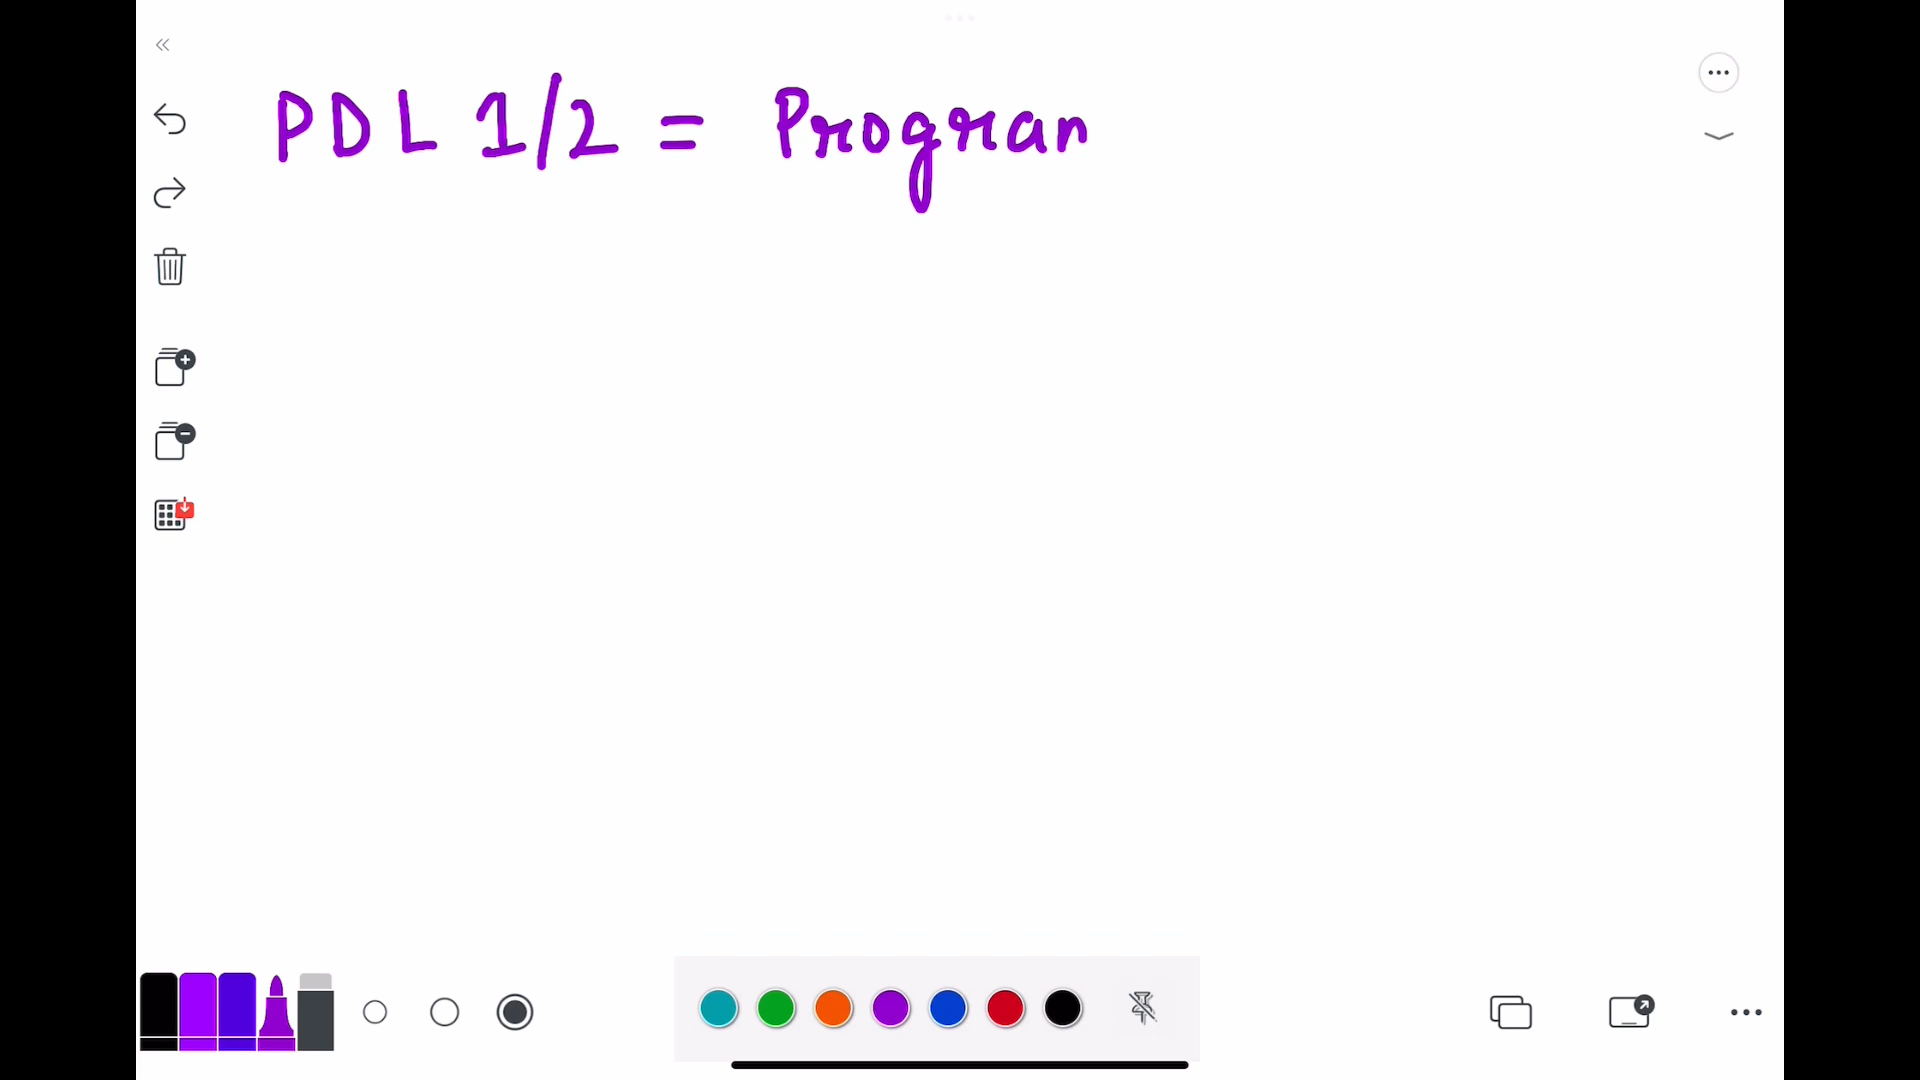 PDL 1/2 = Progran